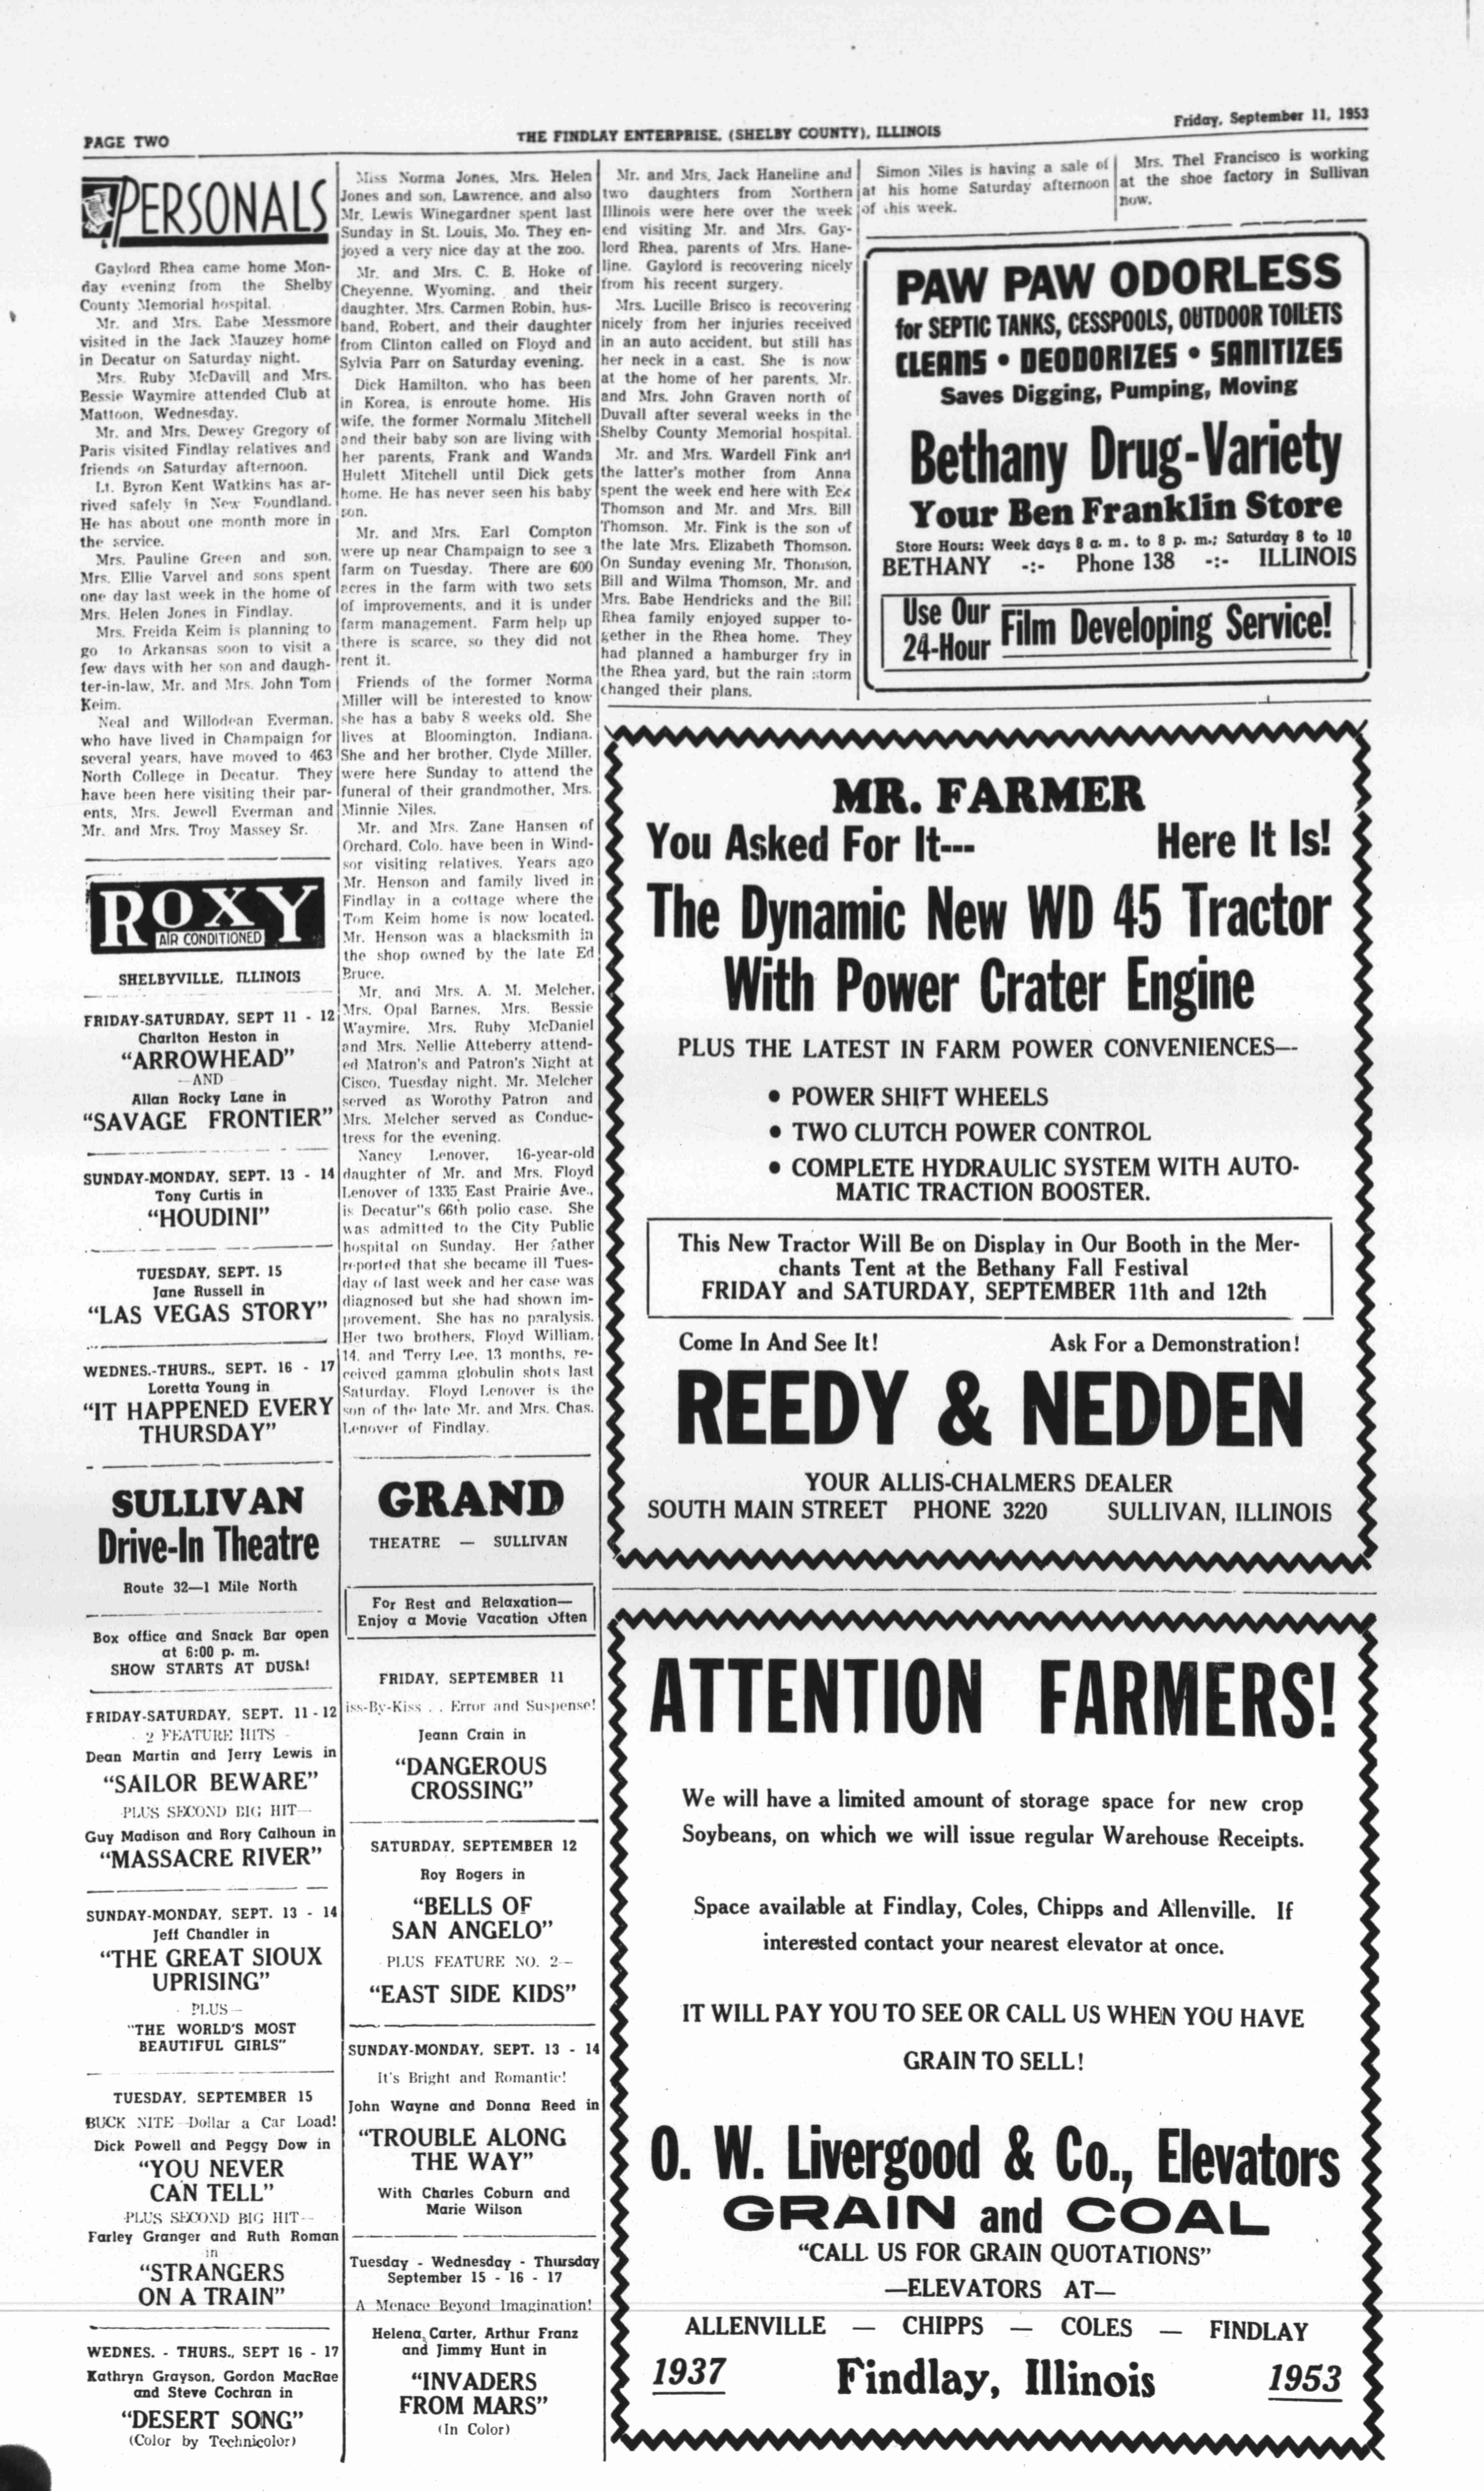 PAGE TWO
THE FINDLAY ENTERPRISE, (SHELBY COUNTY), ILLINOIS
Friday, September 11, 1953
PERSONALS
Gaylord Rhea came home Mon-
day evening from the Shelby
County Memorial hospital.
Mr. and Mrs. Babe Messmore
visited in the Jack Mauzey home
in Decatur on Saturday night.
Mrs. Ruby McDavill and Mrs.
Bessie Waymire attended Club at
Mattoon, Wednesday.
Mr. and Mrs. Dewey Gregory of
Paris visited Findlay relatives and
friends on Saturday afternoon.
Lt. Byron Kent Watkins has ar-
rived safely in New Foundland.
He has about one month more in
the service.
Mrs. Pauline Green and son,
Mrs. Ellie Varvel and sons spent
one day last week in the home of
Mrs. Helen Jones in Findlay.
Mrs. Freida Keim is planning to
go to Arkansas soon to visit a
few days with her son and daugh-
ter-in-law, Mr. and Mrs. John Tom
Keim.
Neal and Willodean Everman,
who have lived in Champaign for
several years, have moved to 463
North College in Decatur. They
have been here visiting their par-
ents, Mrs. Jewell Everman and
Mr. and Mrs. Troy Massey Sr.
ROXY
AIR CONDITIONED
SHELBYVILLE, ILLINOIS
FRIDAY-SATURDAY, SEPT 11 - 12
Charlton Heston in
"ARROWHEAD"
—AND
Allan Rocky Lane in
"SAVAGE FRONTIER"
SUNDAY-MONDAY, SEPT. 13 - 14
Tony Curtis in
"HOUDINI"
TUESDAY, SEPT. 15
Jane Russell in
"LAS VEGAS STORY"
WEDNES.-THURS., SEPT. 16 - 17
Loretta Young in
"IT HAPPENED EVERY
THURSDAY"
SULLIVAN
Drive-In Theatre
Route 32—1 Mile North
Box office and Snack Bar open
at 6:00 p. m.
SHOW STARTS AT DUSK!
FRIDAY-SATURDAY, SEPT. 11 - 12
2 FEATURE HITS -
Dean Martin and Jerry Lewis in
"SAILOR BEWARE"
-PLUS SECOND BIG HIT—
Guy Madison and Rory Calhoun in
"MASSACRE RIVER"
SUNDAY-MONDAY, SEPT. 13 - 14
Jeff Chandler in
"THE GREAT SIOUX
UPRISING"
- PLUS—
"THE WORLD'S MOST
BEAUTIFUL GIRLS"
TUESDAY, SEPTEMBER 15
BUCK NITE—Dollar a Car Load!
Dick Powell and Peggy Dow in
"YOU NEVER
CAN TELL"
-PLUS SECOND BIG HIT--
Farley Granger and Ruth Roman
in
"STRANGERS
ON A TRAIN"
WEDNES. - THURS., SEPT 16 - 17
Kathryn Grayson, Gordon MacRae
and Steve Cochran in
"DESERT SONG"
(Color by Technicolor)
Miss Norma Jones, Mrs. Helen
Jones and son, Lawrence, and also
Mr. Lewis Winegardner spent last
Sunday in St. Louis, Mo. They en-
joyed a very nice day at the zoo.
Mr. and Mrs. C. B. Hoke of
Cheyenne, Wyoming, and their
daughter, Mrs. Carmen Robin, hus-
band, Robert, and their daughter
from Clinton called on Floyd and
Sylvia Parr on Saturday evening.
Dick Hamilton, who has been
in Korea, is enroute home. His
wife, the former Normalu Mitchell
and their baby son are living with
her parents, Frank and Wanda
Hulett Mitchell until Dick gets
home. He has never seen his baby
son.
Mr. and Mrs. Earl Compton
were up near Champaign to see a
farm on Tuesday. There are 600
acres in the farm with two sets
of improvements, and it is under
farm management. Farm help up
there is scarce, so they did not
rent it.
Friends of the former Norma
Miller will be interested to know
she has a baby 8 weeks old. She
lives at Bloomington, Indiana.
She and her brother, Clyde Miller,
were here Sunday to attend the
funeral of their grandmother, Mrs.
Minnie Niles.
Mr. and Mrs. Zane Hansen of
Orchard, Colo. have been in Wind-
sor visiting relatives. Years ago
Mr. Henson and family lived in
Findlay in a cottage where the
Tom Keim home is now located.
Mr. Henson was a blacksmith in
the shop owned by the late Ed
Bruce.
Mr. and Mrs. A. M. Melcher,
Mrs. Opal Barnes, Mrs. Bessie
Waymire, Mrs. Ruby McDaniel
and Mrs. Nellie Atteberry attend-
ed Matron's and Patron's Night at
Cisco, Tuesday night. Mr. Melcher
served as Worothy Patron and
Mrs. Melcher served as Conduc-
tress for the evening.
Nancy Lenover, 16-year-old
daughter of Mr. and Mrs. Floyd
Lenover of 1335 East Prairie Ave.,
is Decatur"s 66th polio case. She
was admitted to the City Public
hospital on Sunday. Her father
reported that she became ill Tues-
day of last week and her case was
diagnosed but she had shown im-
provement. She has no paralysis.
Her two brothers, Floyd William,
14, and Terry Lee, 13 months, re-
ceived gamma globulin shots last
Saturday. Floyd Lenover is the
son of the late Mr. and Mrs. Chas.
Lenover of Findlay.
GRAND
THEATRE — SULLIVAN
For Rest and Relaxation—
Enjoy a Movie Vacation Often
FRIDAY, SEPTEMBER 11
iss-By-Kiss . . Error and Suspense!
Jeann Crain in
"DANGEROUS
CROSSING"
SATURDAY, SEPTEMBER 12
Roy Rogers in
"BELLS OF
SAN ANGELO"
PLUS FEATURE NO. 2—
"EAST SIDE KIDS"
SUNDAY-MONDAY, SEPT. 13 - 14
It's Bright and Romantic!
John Wayne and Donna Reed in
"TROUBLE ALONG
THE WAY"
With Charles Coburn and
Marie Wilson
Tuesday - Wednesday - Thursday
September 15 - 16 - 17
A Menace Beyond Imagination!
Helena Carter, Arthur Franz
and Jimmy Hunt in
"INVADERS
FROM MARS"
(In Color)
Mr. and Mrs. Jack Haneline and
two daughters from Northern
Illinois were here over the week
end visiting Mr. and Mrs. Gay-
lord Rhea, parents of Mrs. Hane-
line. Gaylord is recovering nicely
from his recent surgery.
Mrs. Lucille Brisco is recovering
nicely from her injuries received
in an auto accident, but still has
her neck in a cast. She is now
at the home of her parents, Mr.
and Mrs. John Graven north of
Duvall after several weeks in the
Shelby County Memorial hospital.
Mr. and Mrs. Wardell Fink and
the latter's mother from Anna
spent the week end here with Eck
Thomson and Mr. and Mrs. Bill
Thomson. Mr. Fink is the son of
the late Mrs. Elizabeth Thomson.
On Sunday evening Mr. Thomson,
Bill and Wilma Thomson, Mr. and
Mrs. Babe Hendricks and the Bill
Rhea family enjoyed supper to-
gether in the Rhea home. They
had planned a hamburger fry in
the Rhea yard, but the rain storm
changed their plans.
Simon Niles is having a sale of
at his home Saturday afternoon
of this week.
Mrs. Thel Francisco is working
at the shoe factory in Sullivan
now.
PAW PAW ODORLESS
for SEPTIC TANKS, CESSPOOLS, OUTDOOR TOILETS
CLEANS • DEODORIZES • SANITIZES
Saves Digging, Pumping, Moving
Bethany Drug-Variety
Your Ben Franklin Store
Store Hours: Week days 8 a. m. to 8 p. m.; Saturday 8 to 10
BETHANY -:- Phone 138 -:- ILLINOIS
Use Our
24-Hour
Film Developing Service!
MR. FARMER
You Asked For It--- Here It Is!
The Dynamic New WD 45 Tractor
With Power Crater Engine
PLUS THE LATEST IN FARM POWER CONVENIENCES—
• POWER SHIFT WHEELS
• TWO CLUTCH POWER CONTROL
• COMPLETE HYDRAULIC SYSTEM WITH AUTO-
MATIC TRACTION BOOSTER.
This New Tractor Will Be on Display in Our Booth in the Mer-
chants Tent at the Bethany Fall Festival
FRIDAY and SATURDAY, SEPTEMBER 11th and 12th
Come In And See It! Ask For a Demonstration!
REEDY & NEDDEN
YOUR ALLIS-CHALMERS DEALER
SOUTH MAIN STREET PHONE 3220 SULLIVAN, ILLINOIS
ATTENTION FARMERS!
We will have a limited amount of storage space for new crop
Soybeans, on which we will issue regular Warehouse Receipts.
Space available at Findlay, Coles, Chipps and Allenville. If
interested contact your nearest elevator at once.
IT WILL PAY YOU TO SEE OR CALL US WHEN YOU HAVE
GRAIN TO SELL!
O. W. Livergood & Co., Elevators
GRAIN and COAL
"CALL US FOR GRAIN QUOTATIONS"
—ELEVATORS AT—
ALLENVILLE — CHIPPS — COLES — FINDLAY
1937 Findlay, Illinois 1953